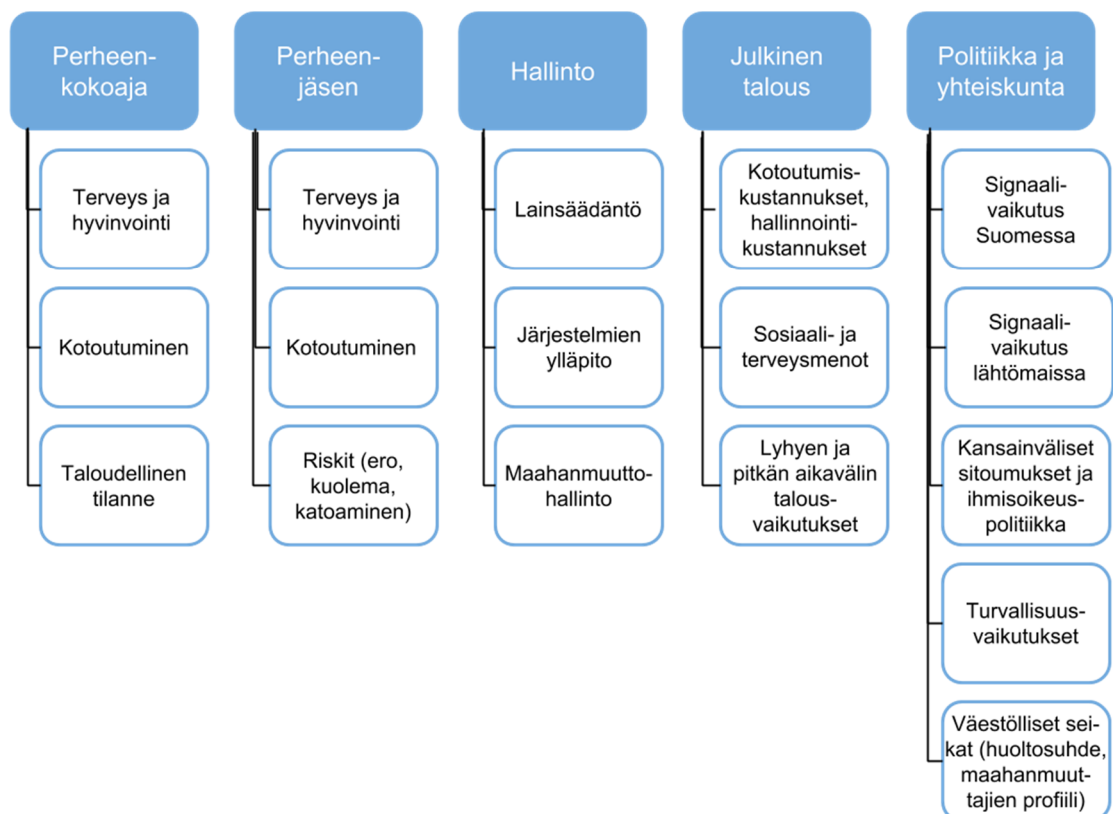 Perheen-
kokoaja
Terveys ja
hyvinvointi
Kotoutuminen
Taloudellinen
tilanne
Perheen-
jäsen
Terveys ja
hyvinvointi
Kotoutuminen
Riskit (ero,
kuolema,
katoaminen)
Hallinto
Lainsäädäntö
Järjestelmien
ylläpito
Maahanmuutto-
hallinto
Julkinen
talous
Kotoutumis-
kustannukset,
hallinnointi-
kustannukset
Sosiaali- ja
terveysmenot
Lyhyen ja
pitkän aikavälin
talous-
vaikutukset
Politiikka ja
yhteiskunta
Signaali-
vaikutus
Suomessa
Signaali-
vaikutus
lähtömaissa
Kansainväliset
sitoumukset ja
ihmisoikeus-
politiikka
Turvallisuus-
vaikutukset
Väestölliset sei-
kat (huoltosuhde,
maahanmuut-
tajien profiili)